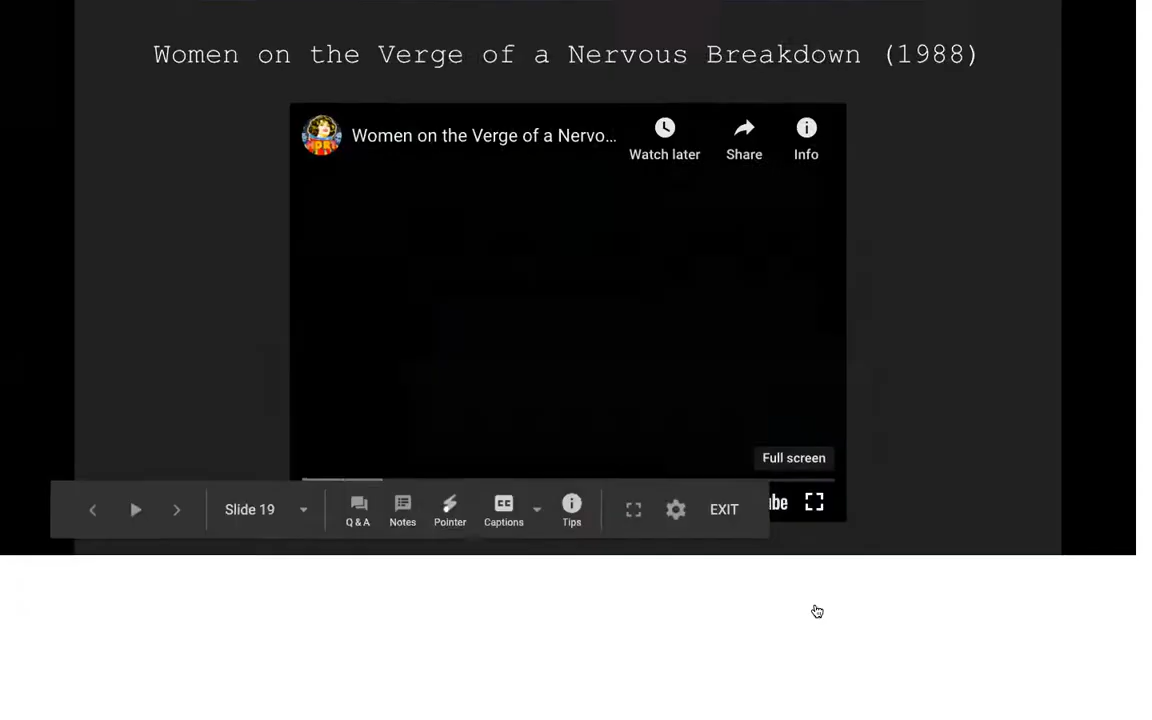 Women on the Verge of a Nervous Breakdown (1988)
Women on the Verge of a Nervo...
Watch later
Share
Info
Full screen
Slide 19
Q & A
Notes
Pointer
CC
Captions
Tips
EXIT